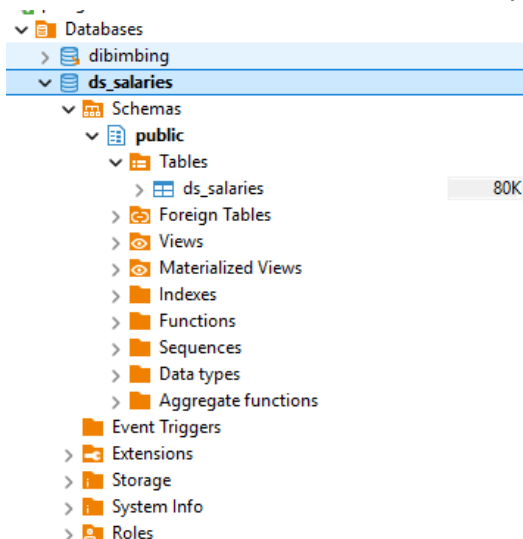 Databases
dibimbing
ds_salaries
Schemas
public
Tables
ds_salaries 80K
Foreign Tables
Views
Materialized Views
Indexes
Functions
Sequences
Data types
Aggregate functions
Event Triggers
Extensions
Storage
System Info
Roles